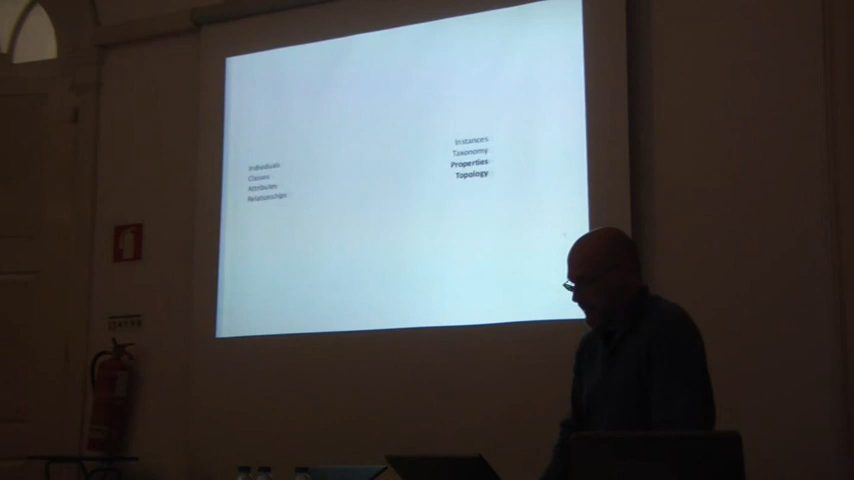 Individuals
Classes
Attributes
Relationships
Instances
Taxonomy
Properties
Topology